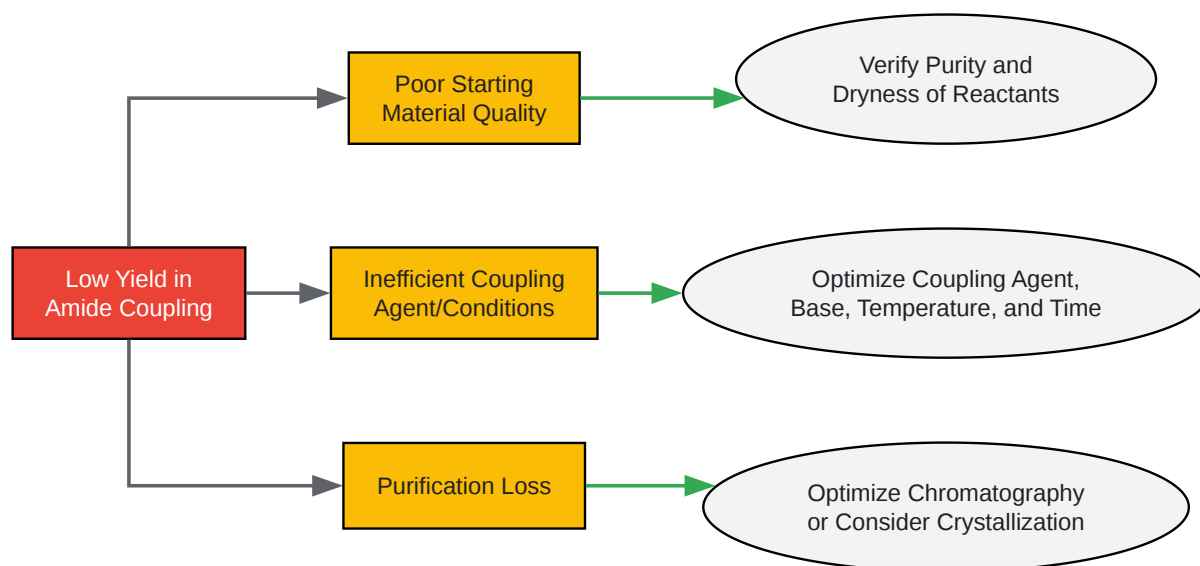 Poor Starting
Material Quality
Verify Purity and
Dryness of Reactants
Low Yield in
Amide Coupling
Inefficient Coupling
Agent/Conditions
Optimize Coupling Agent,
Base, Temperature, and Time
Purification Loss
Optimize Chromatography
or Consider Crystallization